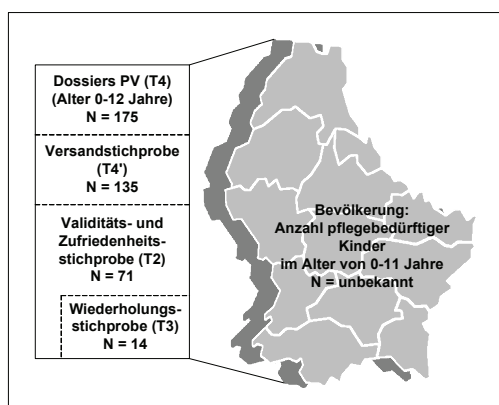 Dossiers PV (T4)
(Alter 0-12 Jahre)
N = 175
Versandstichprobe
(T4')
N = 135
Validitäts- und
Zufriedenheits-
stichprobe (T2)
N = 71
Wiederholungs-
stichprobe (T3)
N = 14
Bevölkerung:
Anzahl pflegebedürftiger
Kinder
im Alter von 0-11 Jahre
N = unbekannt